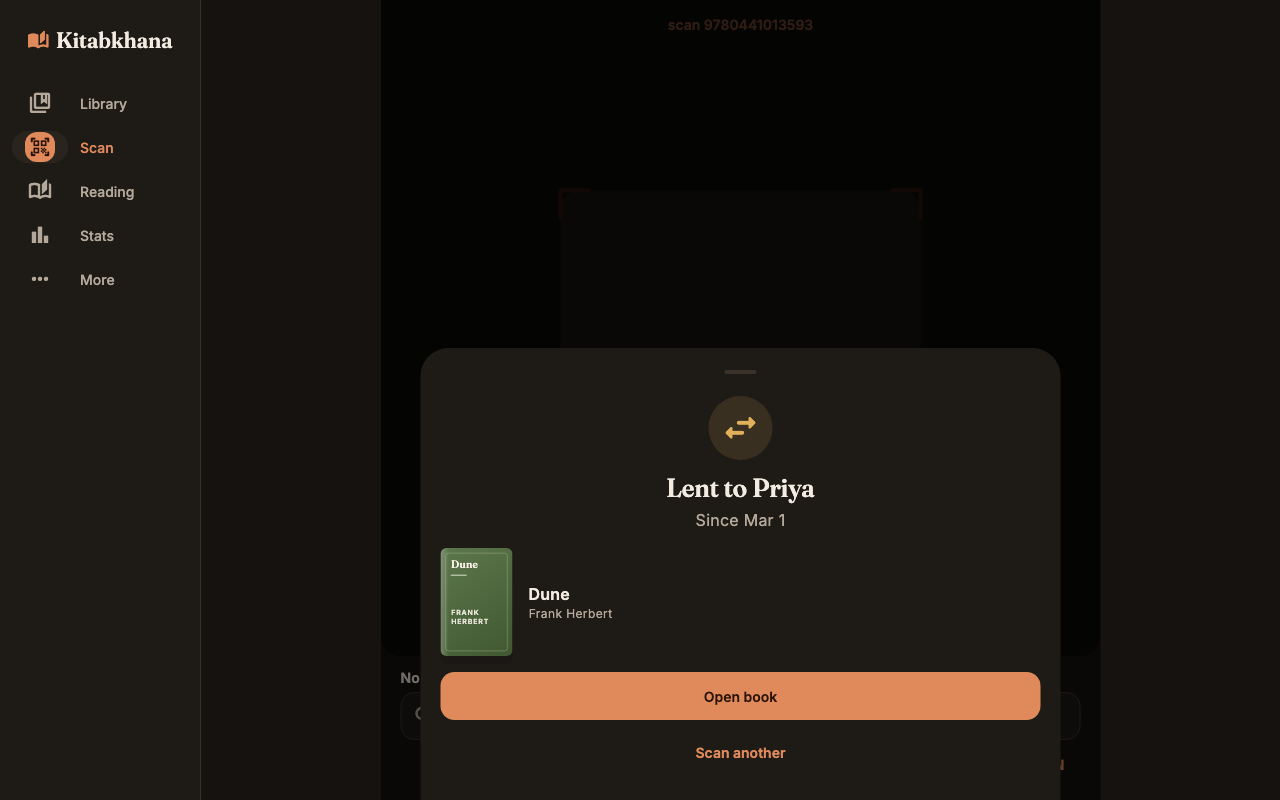 Kitabkhana
Library
Scan
Reading
Stats
More
scan 9780441013593
Lent to Priya
Since Mar 1
Dune
FRANK
HERBERT
Dune
Frank Herbert
No
Open book
Scan another